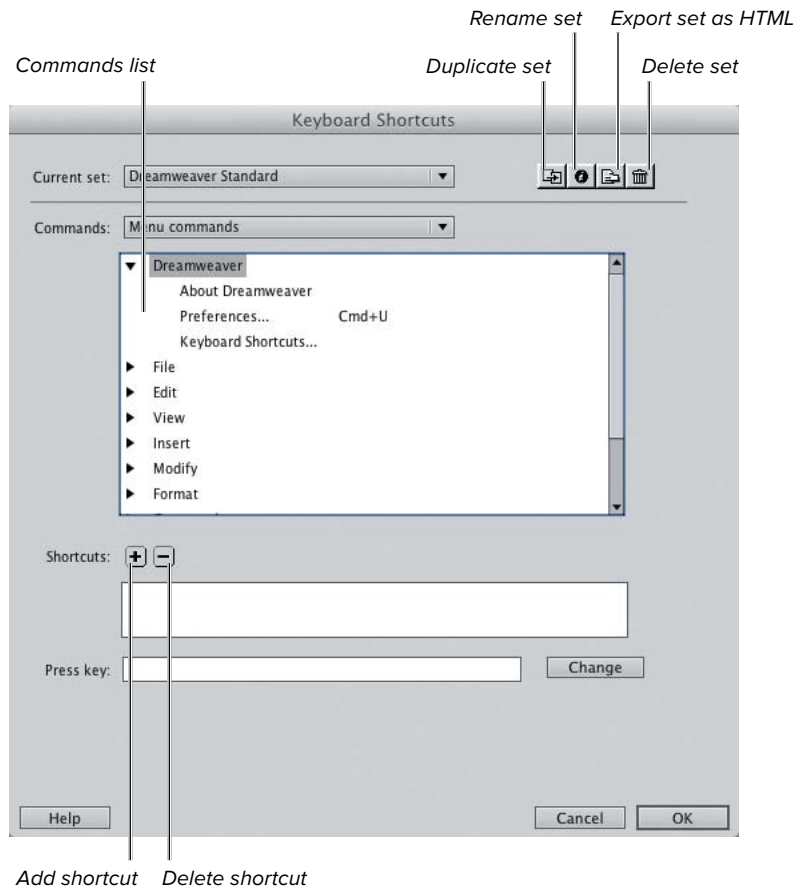 Rename set Export set as HTML
Commands list Duplicate set Delete set
Keyboard Shortcuts
Current set: Dreamweaver Standard
Commands: Menu commands
Dreamweaver
About Dreamweaver
Preferences... Cmd+U
Keyboard Shortcuts...
File
Edit
View
Insert
Modify
Format
Shortcuts:
Press key: Change
Help Cancel OK
Add shortcut Delete shortcut